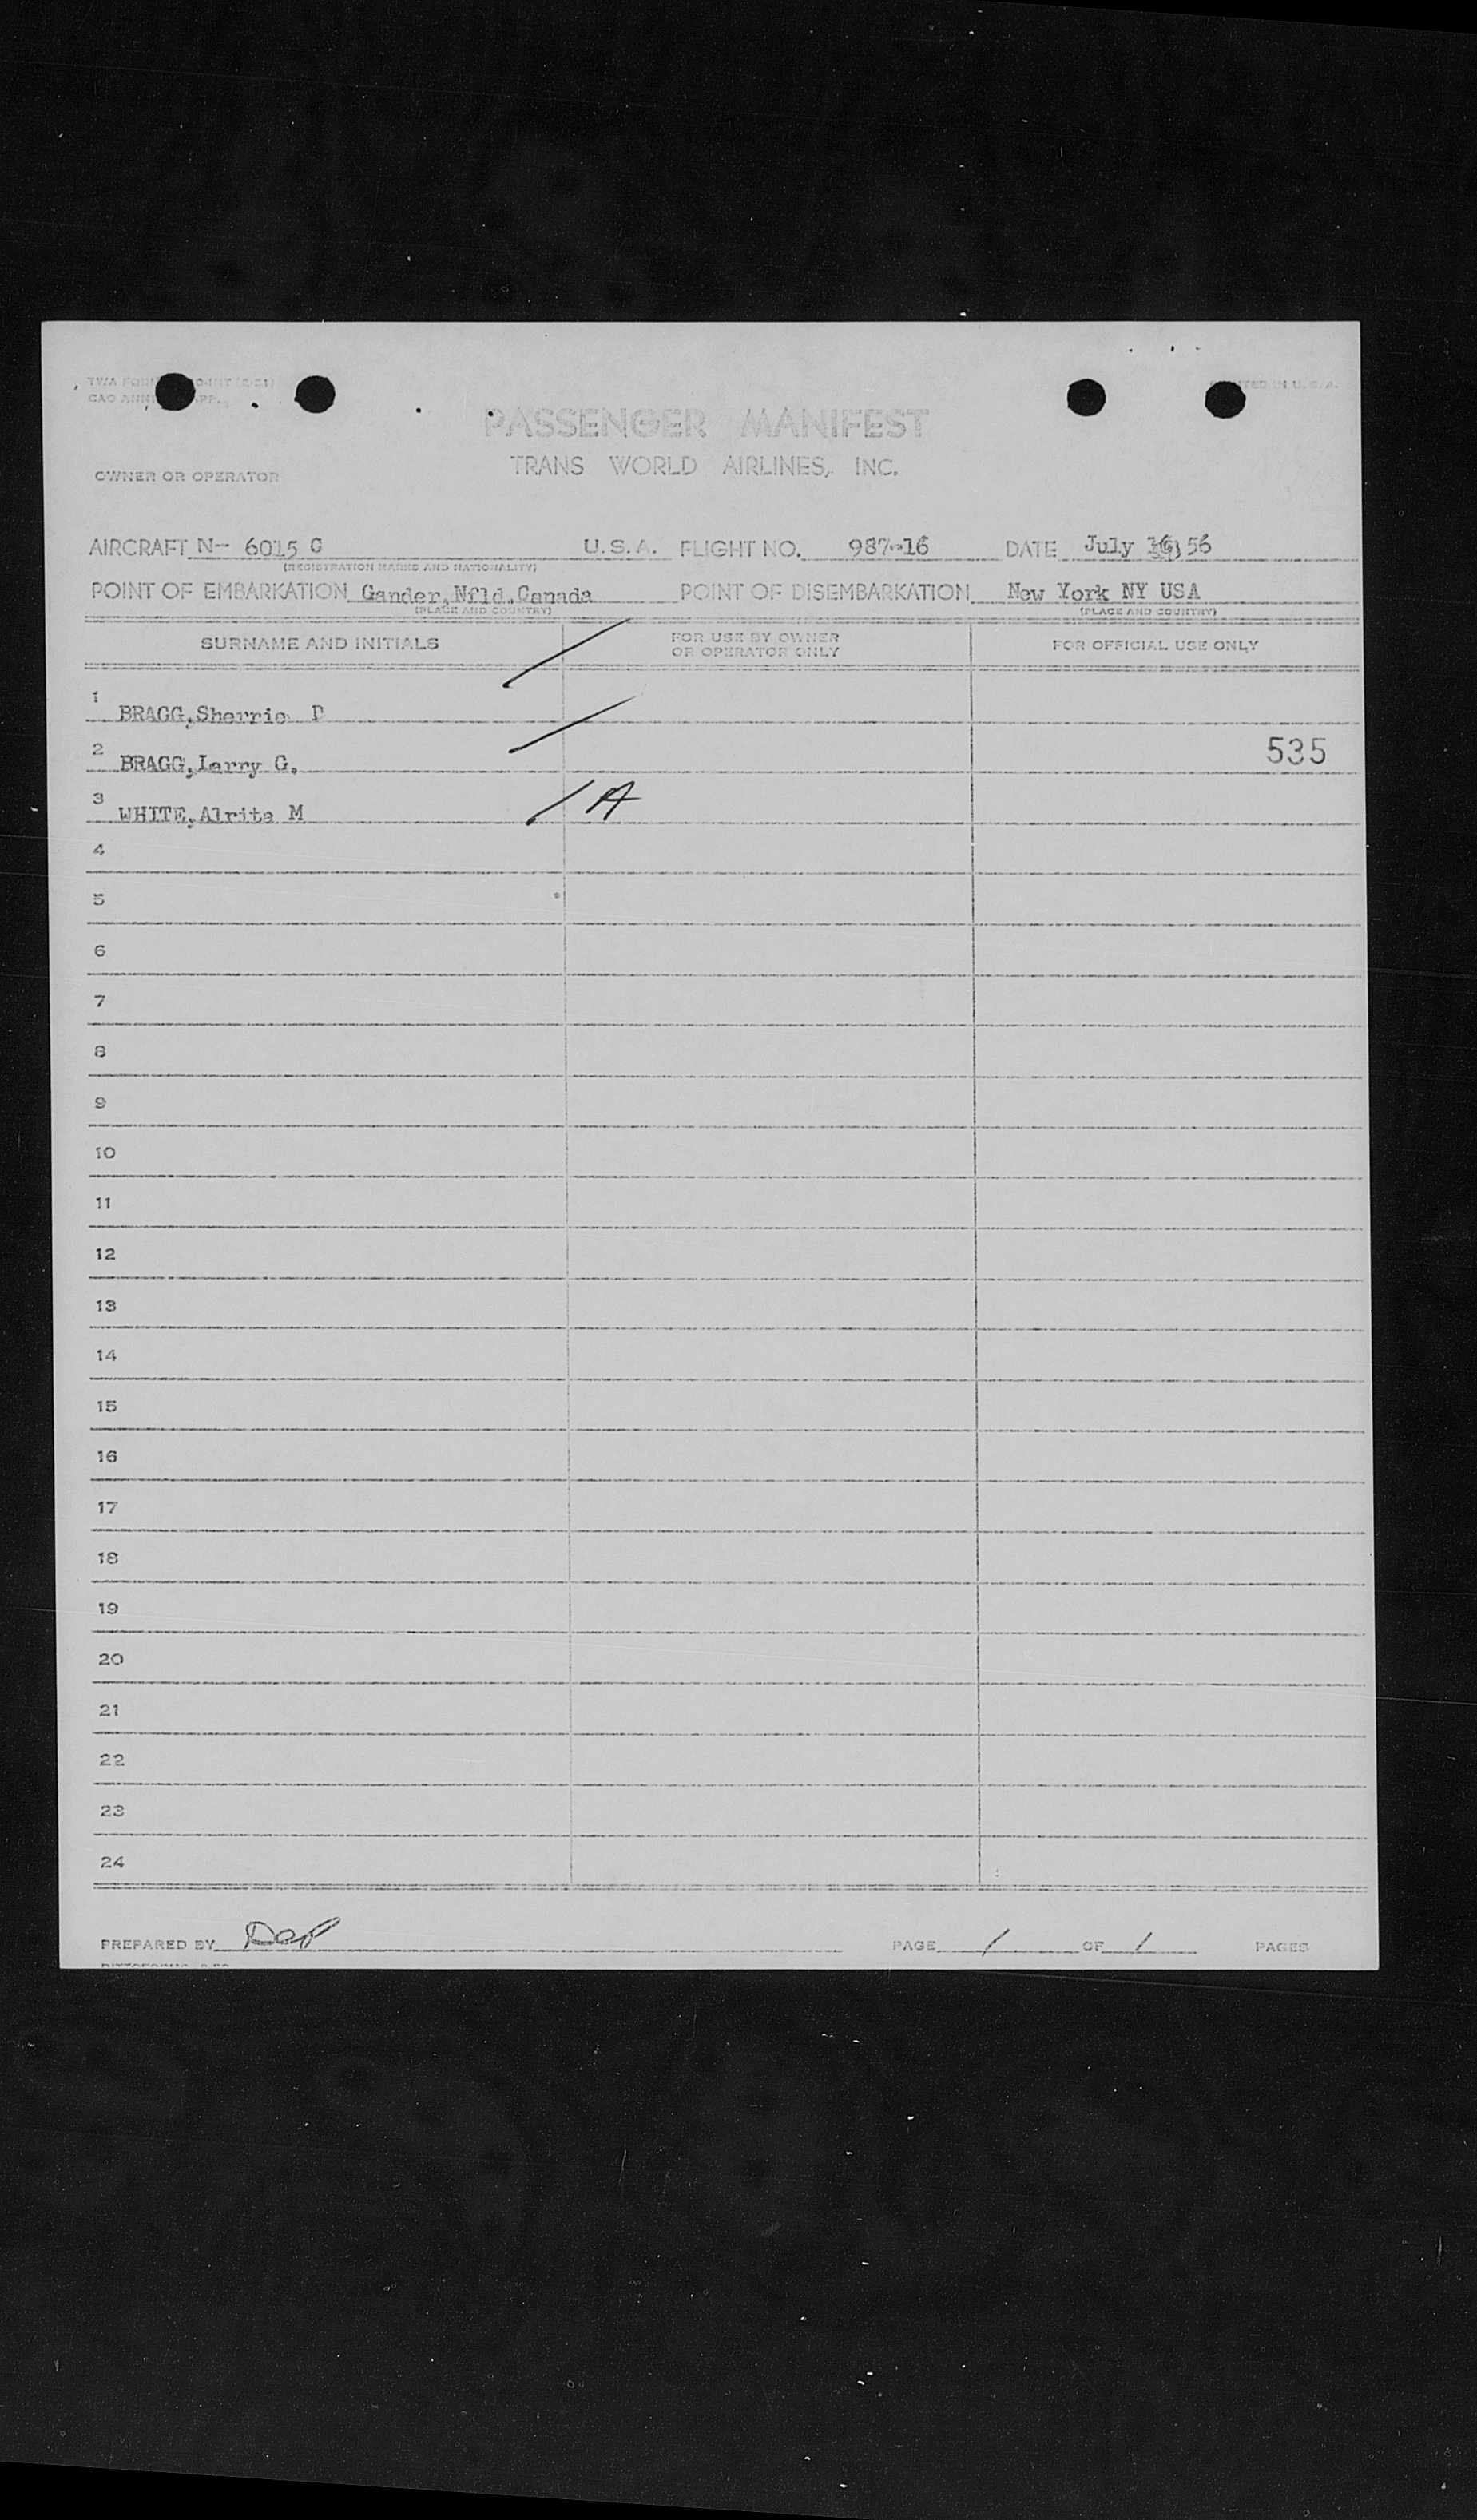 PASSENGER MANIFEST
TRANS WORLD AIRLINES, INC.
OWNER OR OPERATOR
AIRCRAFT N- 6015 C U.S.A. FLIGHT NO. 987-16 DATE July 16, 56
(REGISTRATION MARKS AND NATIONALITY)
POINT OF EMBARKATION Gander,Nfld.Canada POINT OF DISEMBARKATION New York NY USA
(PLACE AND COUNTRY) (PLACE AND COUNTRY)
SURNAME AND INITIALS FOR USE BY OWNER OR OPERATOR ONLY FOR OFFICIAL USE ONLY
1 BRAGG,Sherrie D
2 BRAGG,Larry G. 535
3 WHITE,Alrita M A
4
5
6
7
8
9
10
11
12
13
14
15
16
17
18
19
20
21
22
23
24
PREPARED BY PAGE 1 OF 1 PAGES